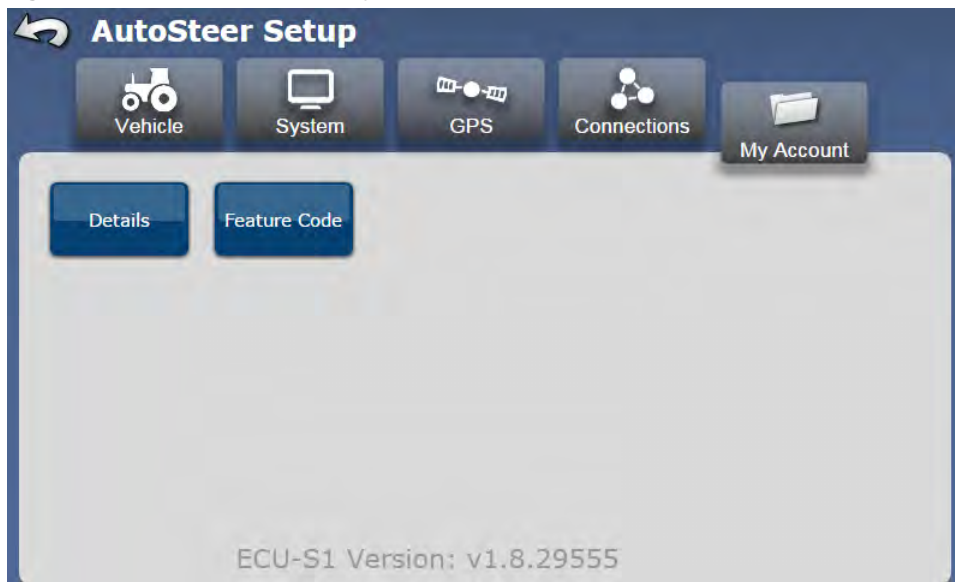 AutoSteer Setup
Vehicle System GPS Connections My Account
Details Feature Code
ECU-S1 Version: v1.8.29555